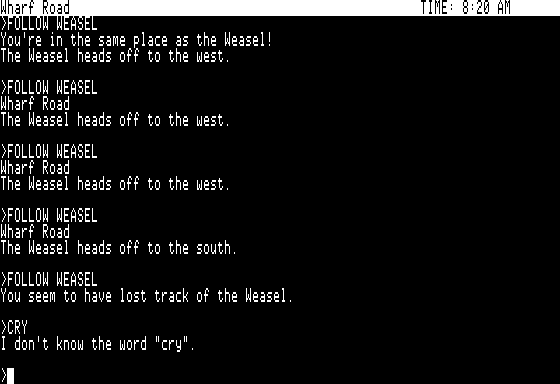 Wharf Road TIME: 8:20 AM
>FOLLOW WEASEL
You're in the same place as the Weasel!
The Weasel heads off to the west.
>FOLLOW WEASEL
Wharf Road
The Weasel heads off to the west.
>FOLLOW WEASEL
Wharf Road
The Weasel heads off to the west.
>FOLLOW WEASEL
Wharf Road
The Weasel heads off to the south.
>FOLLOW WEASEL
You seem to have lost track of the Weasel.
>CRY
I don't know the word "cry".
>